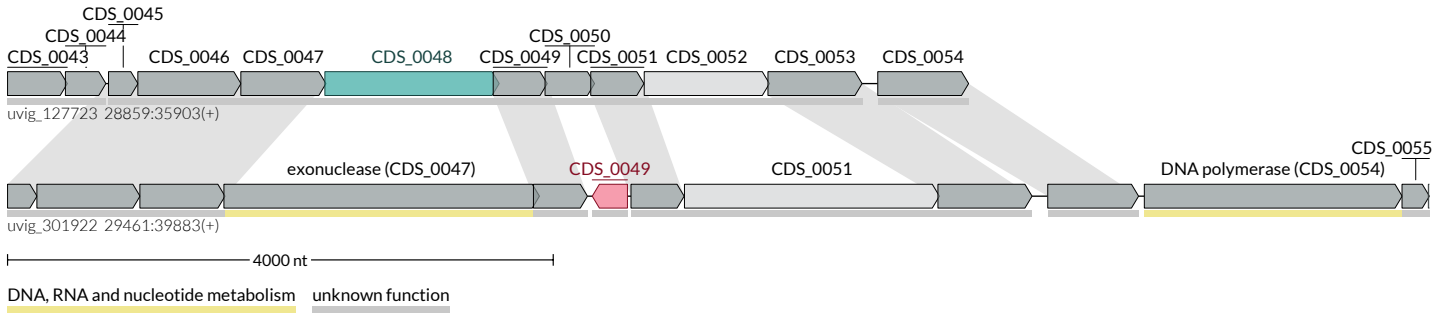 CDS_0045
CDS_0044 CDS_0050
CDS_0043 CDS_0046 CDS_0047 CDS_0048 CDS_0049 CDS_0051 CDS_0052 CDS_0053 CDS_0054
uvig_127723 28859:35903(+)
CDS_0055
exonuclease (CDS_0047) CDS_0049 CDS_0051 DNA polymerase (CDS_0054)
uvig_301922 29461:39883(+)
4000 nt
DNA, RNA and nucleotide metabolism unknown function